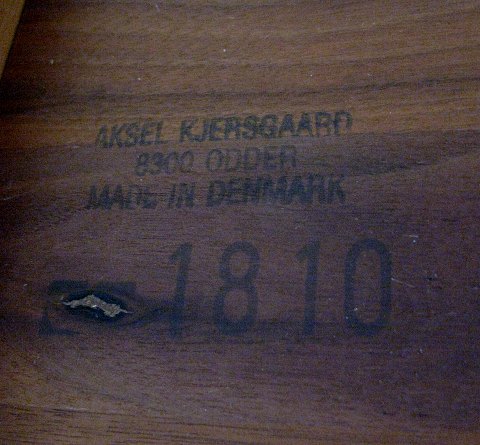 AKSEL KJERSGAARD
8300 ODDER
MADE IN DENMARK
1810